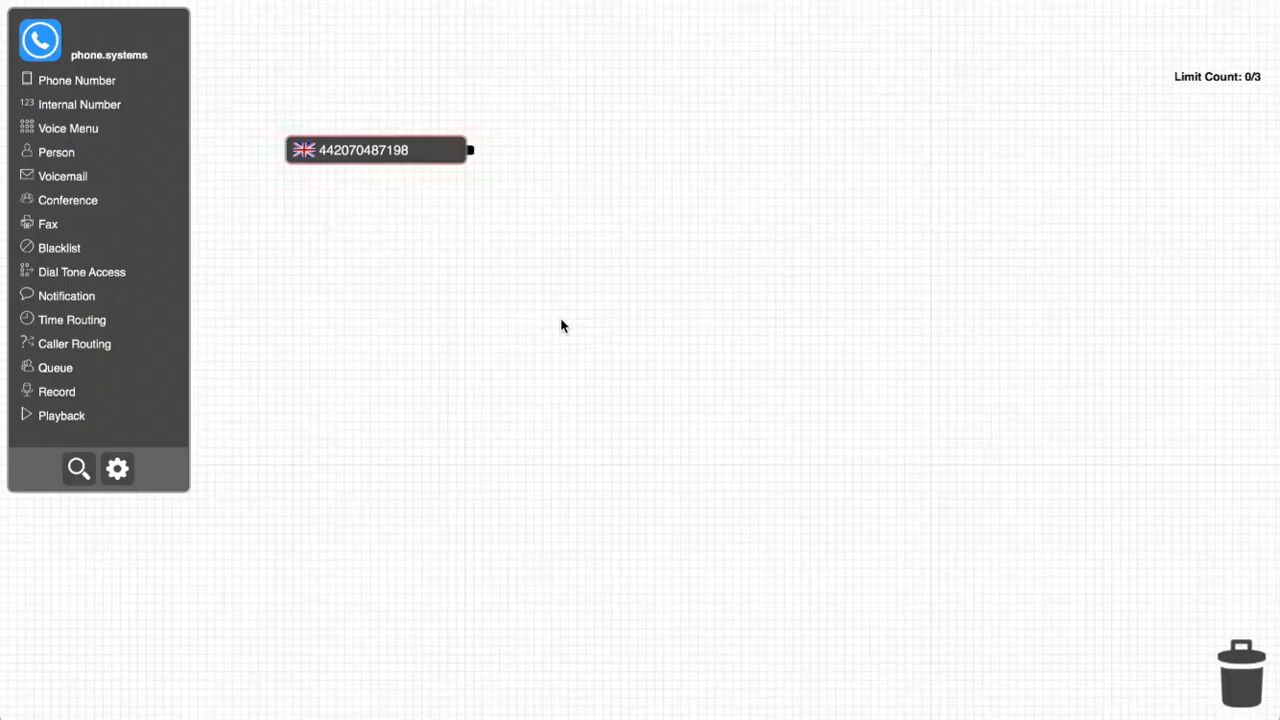 phone.systems
Phone Number
123 Internal Number
Voice Menu
Person
Voicemail
Conference
Fax
Blacklist
Dial Tone Access
Notification
Time Routing
Caller Routing
Queue
Record
Playback
442070487198
Limit Count: 0/3